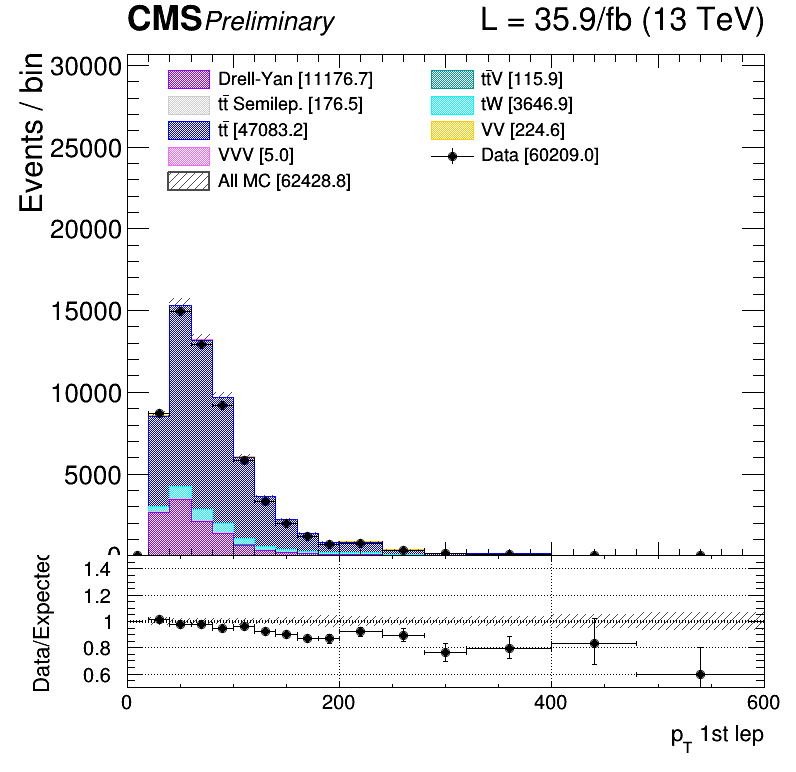 CMS Preliminary L = 35.9/fb (13 TeV)
Events / bin
Drell-Yan [11176.7]
tt̄ Semilep. [176.5]
tt̄ [47083.2]
VVV [5.0]
All MC [62428.8]
tt̄V [115.9]
tW [3646.9]
VV [224.6]
Data [60209.0]
30000
25000
20000
15000
10000
5000
0
Data/Expected
1.4
1.2
1
0.8
0.6
0 200 400 600
p_T 1st lep